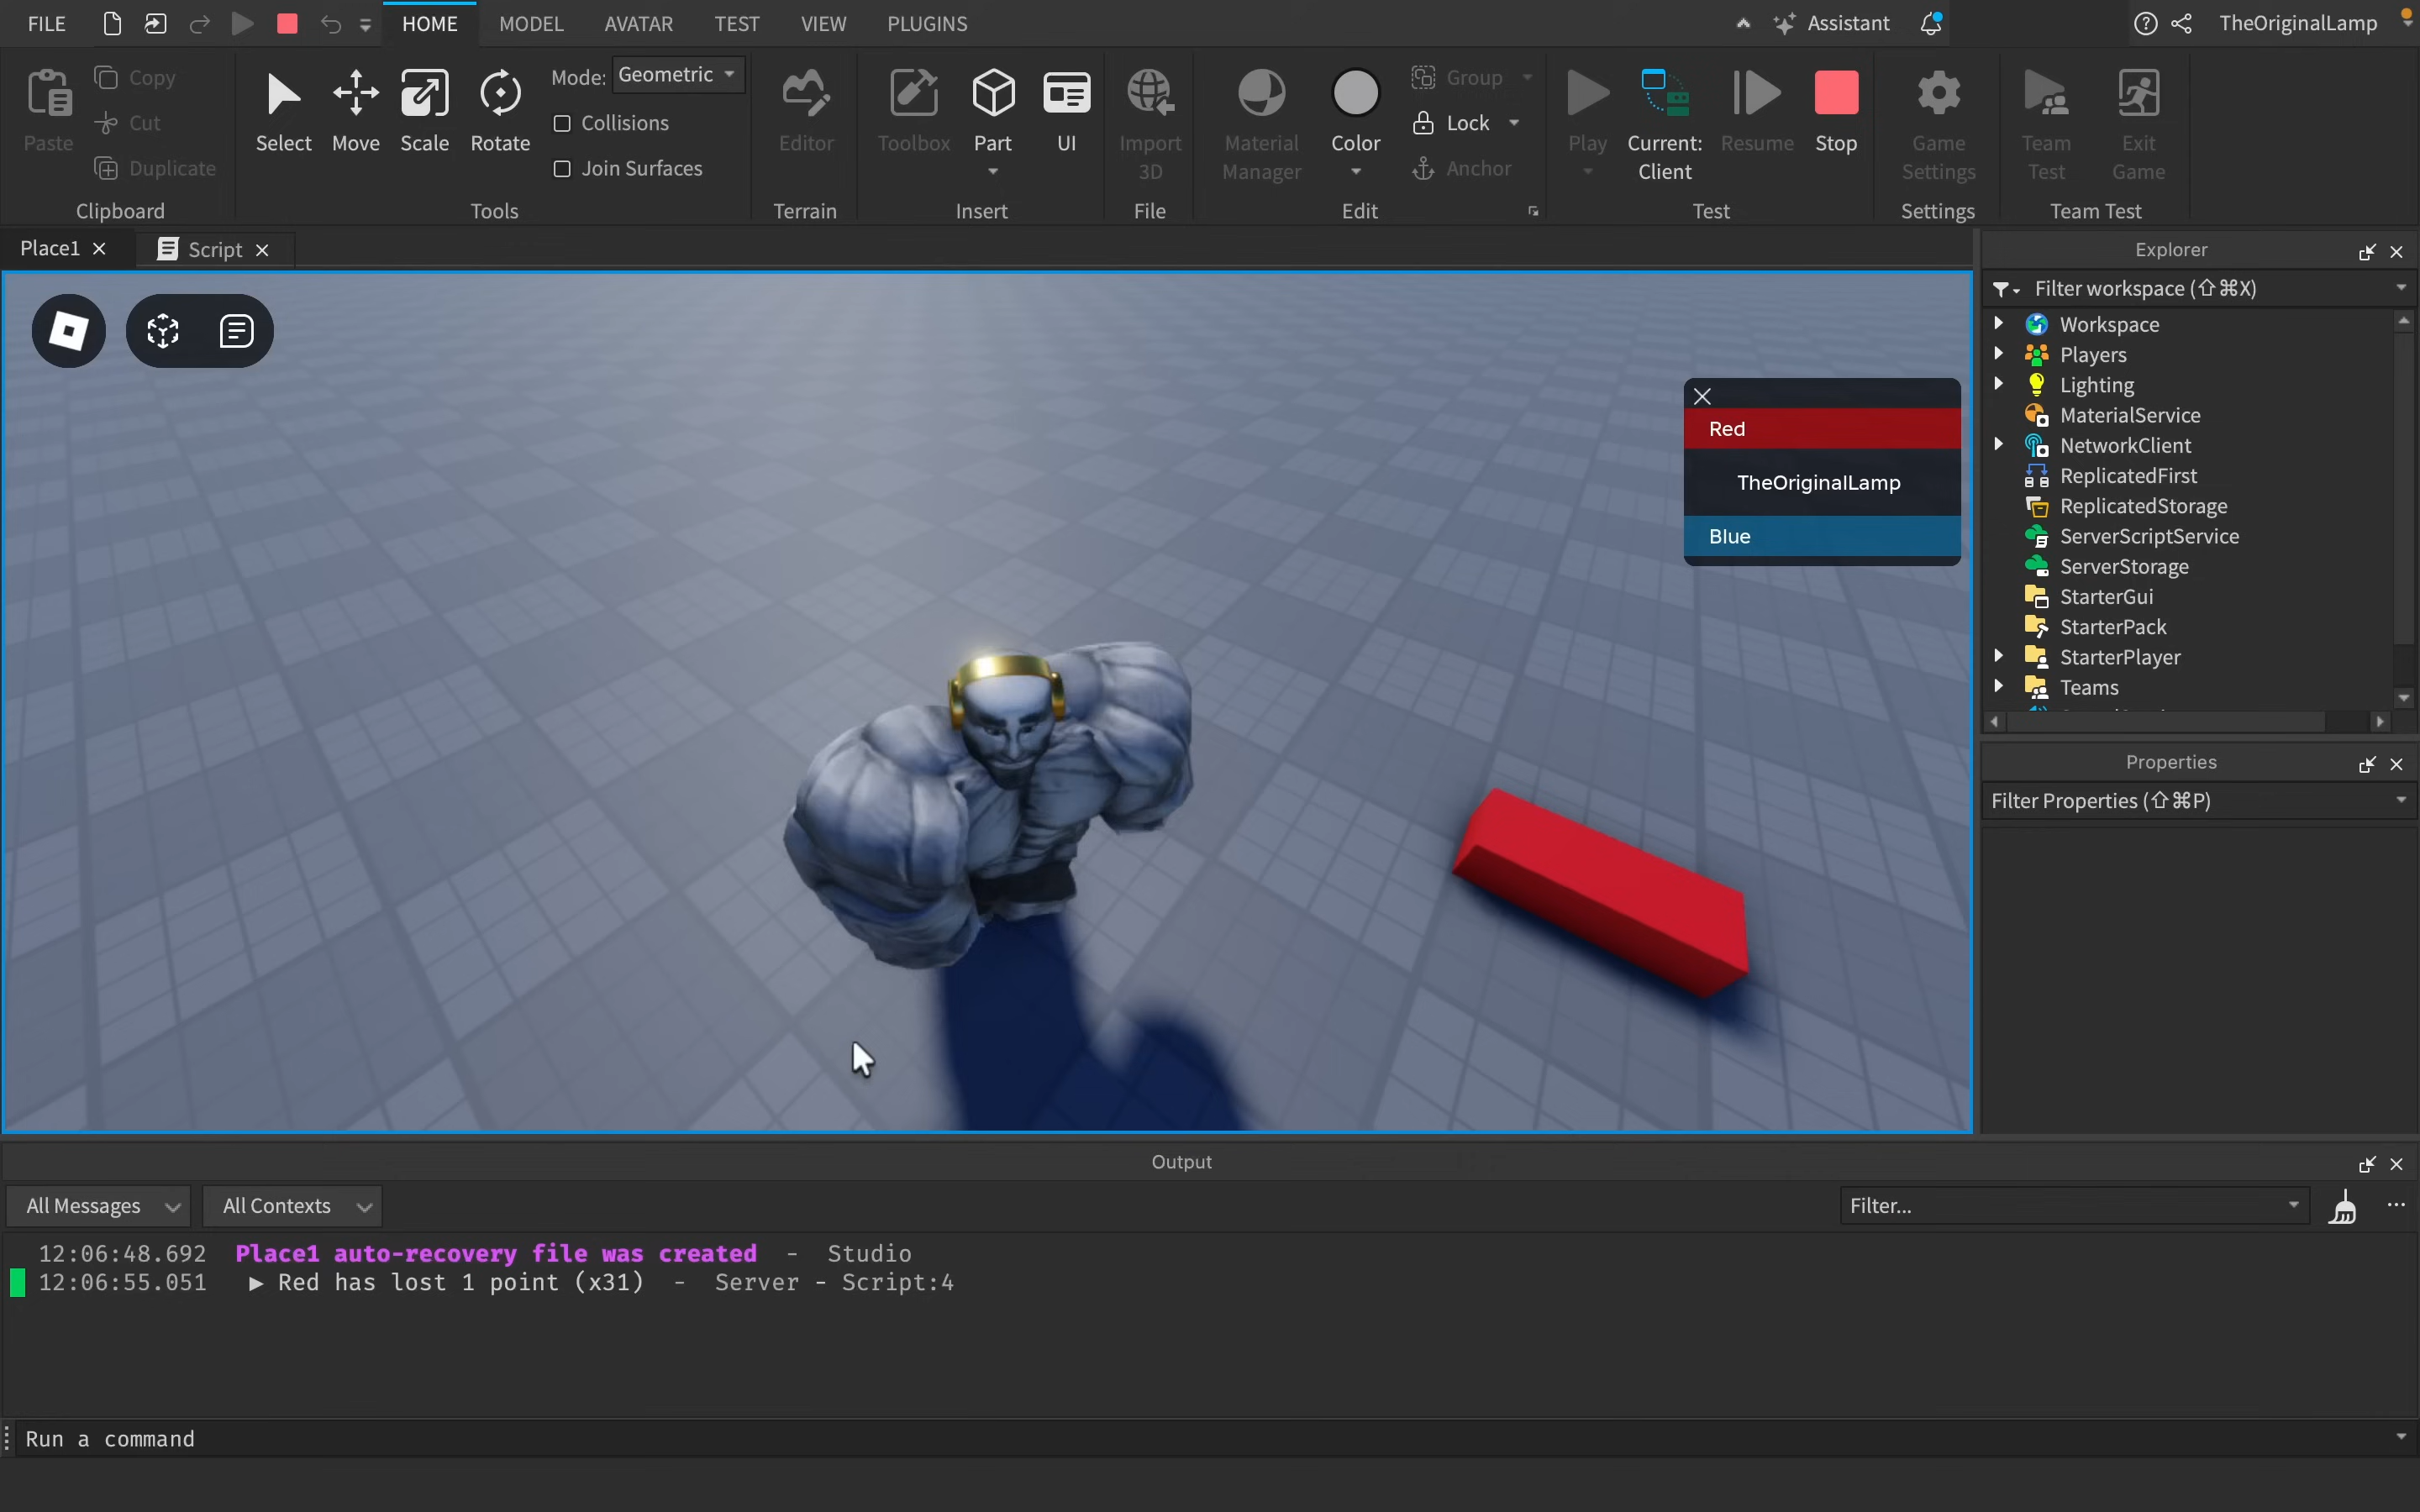 FILE HOME MODEL AVATAR TEST VIEW PLUGINS Assistant TheOriginalLamp
Paste Copy Cut Duplicate
Clipboard
Select Move Scale Rotate
Mode: Geometric
Collisions
Join Surfaces
Tools
Editor
Terrain
Toolbox Part UI
Insert
Import 3D
File
Material Manager Color
Group
Lock
Anchor
Edit
Play Current: Client Resume Stop
Test
Game Settings
Settings
Team Test Exit Game
Team Test
Place1 Script
Red
TheOriginalLamp
Blue
Explorer
Filter workspace (⇧⌘X)
Workspace
Players
Lighting
MaterialService
NetworkClient
ReplicatedFirst
ReplicatedStorage
ServerScriptService
ServerStorage
StarterGui
StarterPack
StarterPlayer
Teams
Properties
Filter Properties (⇧⌘P)
Output
All Messages All Contexts Filter...
12:06:48.692 Place1 auto-recovery file was created - Studio
12:06:55.051 ▶ Red has lost 1 point (x31) - Server - Script:4
Run a command